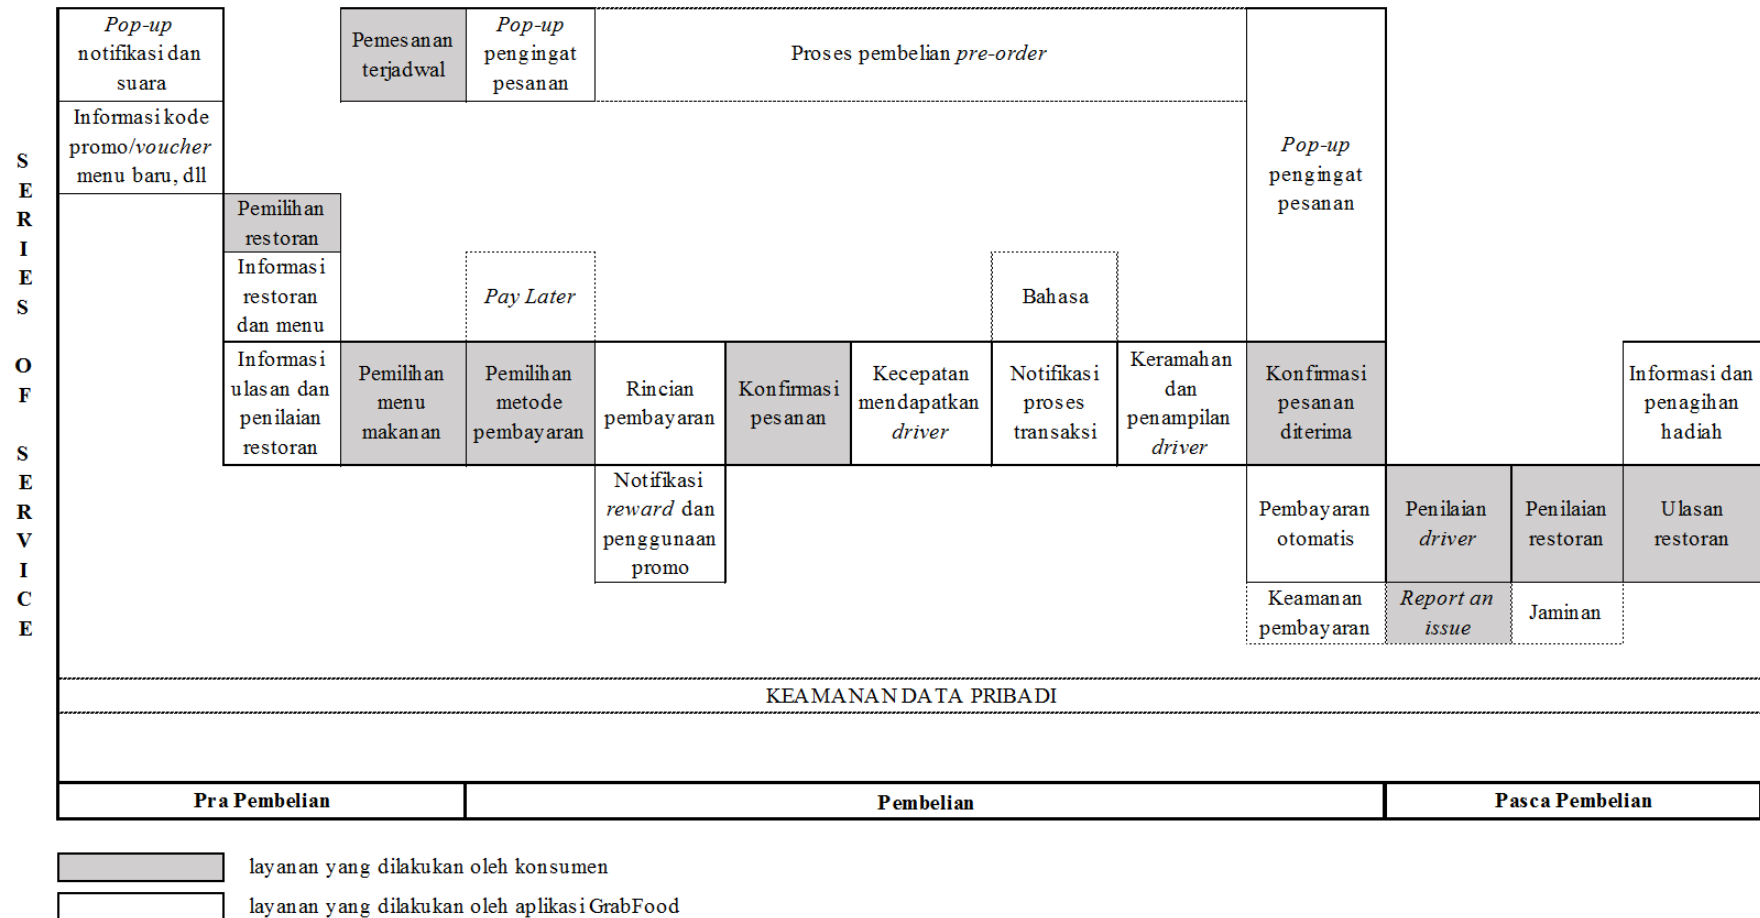 Pop-up
notifikasi dan
suara
Informasi kode
promo/voucher
menu baru, dll
Pemesanan
terjadwal
Pop-up
pengingat
pesanan
Proses pembelian pre-order
Pop-up
pengingat
pesanan
Pemilihan
restoran
Informasi
restoran
dan menu
Pay Later
Bahasa
Informasi
ulasan dan
penilaian
restoran
Pemilihan
menu
makanan
Pemilihan
metode
pembayaran
Rincian
pembayaran
Konfirmasi
pesanan
Kecepatan
mendapatkan
driver
Notifikasi
proses
transaksi
Keramahan
dan
penampilan
driver
Konfirmasi
pesanan
diterima
Informasi dan
penagihan
hadiah
Notifikasi
reward dan
penggunaan
promo
Pembayaran
otomatis
Penilaian
driver
Penilaian
restoran
Ulasan
restoran
Keamanan
pembayaran
Report an
issue
Jaminan
SERIES OF SERVICE
KEAMANAN DATA PRIBADI
Pra Pembelian
Pembelian
Pasca Pembelian
layanan yang dilakukan oleh konsumen
layanan yang dilakukan oleh aplikasi GrabFood